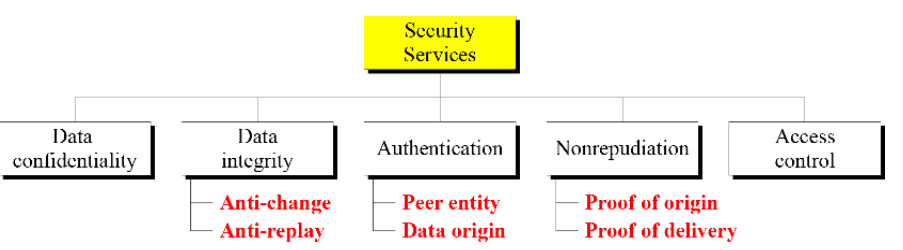 Security
Services
Data
confidentiality
Data
integrity
Authentication
Nonrepudiation
Access
control
Anti-change
Anti-replay
Peer entity
Data origin
Proof of origin
Proof of delivery